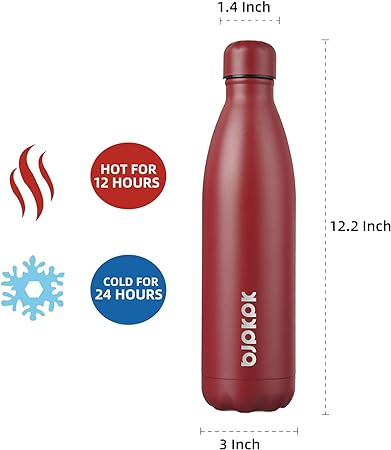 1.4 Inch
HOT FOR
12 HOURS
12.2 Inch
COLD FOR
24 HOURS
BJPKPK
3 Inch